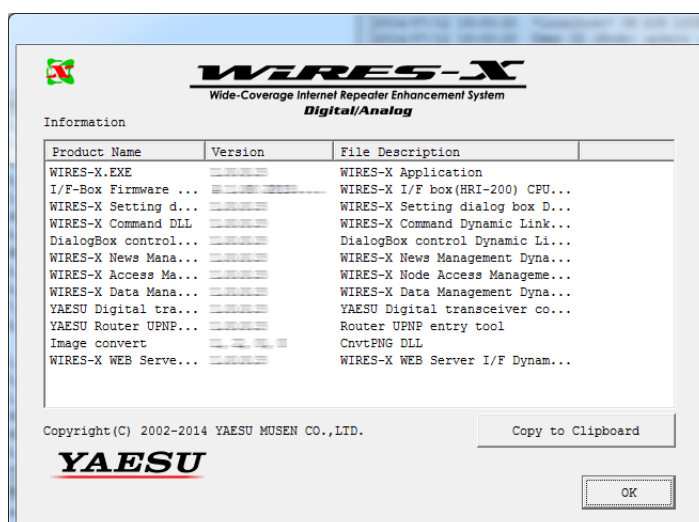 WiRES-X
Wide-Coverage Internet Repeater Enhancement System
Digital/Analog
Information
Product Name Version File Description
WIRES-X.EXE WIRES-X Application
I/F-Box Firmware ... WIRES-X I/F box(HRI-200) CPU...
WIRES-X Setting d... WIRES-X Setting dialog box D...
WIRES-X Command DLL WIRES-X Command Dynamic Link...
DialogBox control... DialogBox control Dynamic Li...
WIRES-X News Mana... WIRES-X News Management Dyna...
WIRES-X Access Ma... WIRES-X Node Access Manageme...
WIRES-X Data Mana... WIRES-X Data Management Dyna...
YAESU Digital tra... YAESU Digital transceiver co...
YAESU Router UPNP... Router UPNP entry tool
Image convert CnvtPNG DLL
WIRES-X WEB Serve... WIRES-X WEB Server I/F Dynam...
Copyright(C) 2002-2014 YAESU MUSEN CO.,LTD. Copy to Clipboard
YAESU
OK